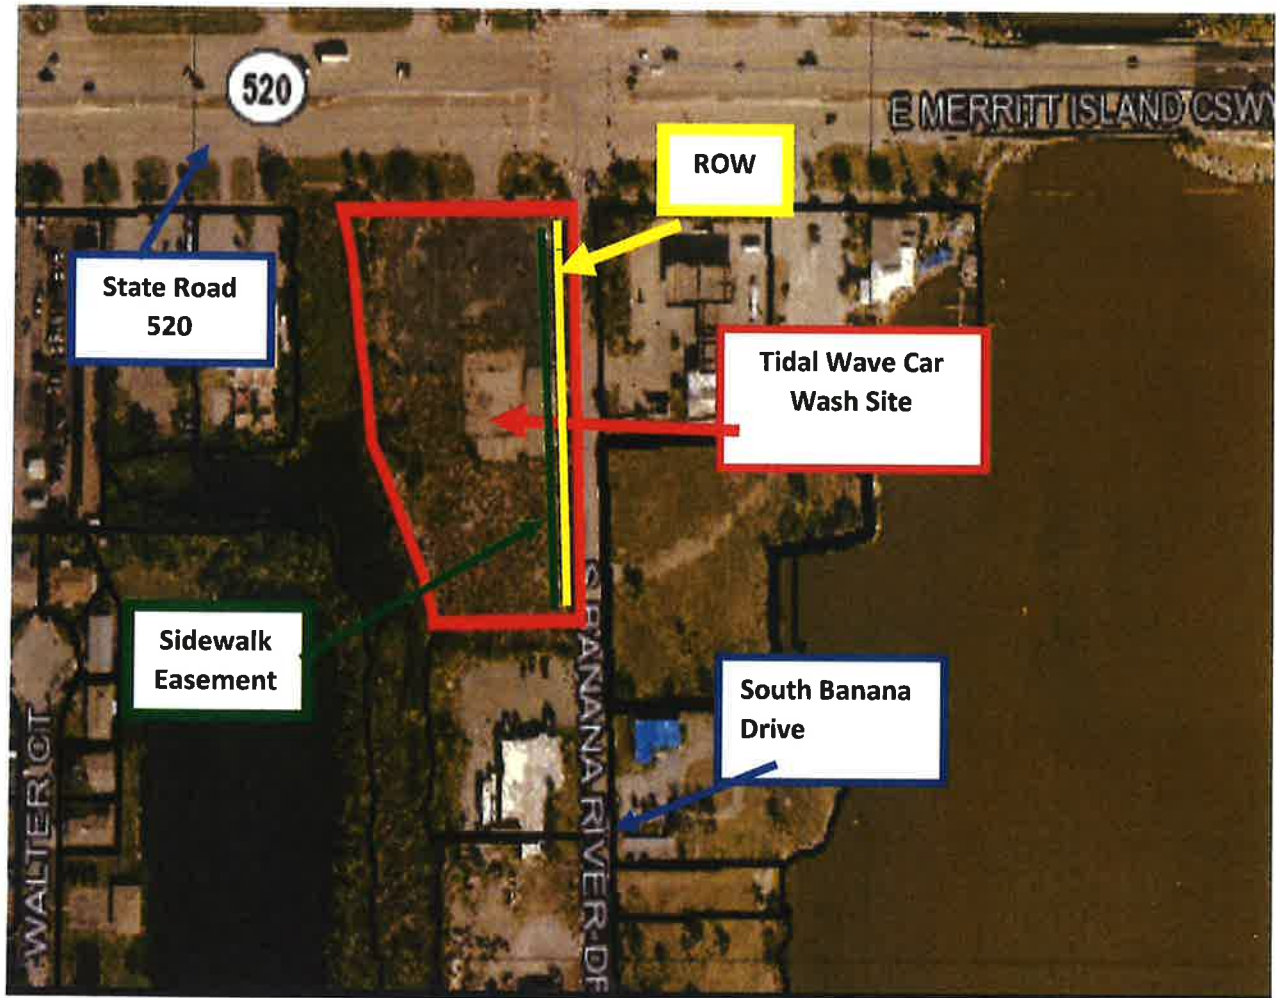 520
E MERRITT ISLAND CSWY
ROW
State Road
520
Tidal Wave Car
Wash Site
Sidewalk
Easement
South Banana
Drive
S BANANA RIVER DR
WALTER CT